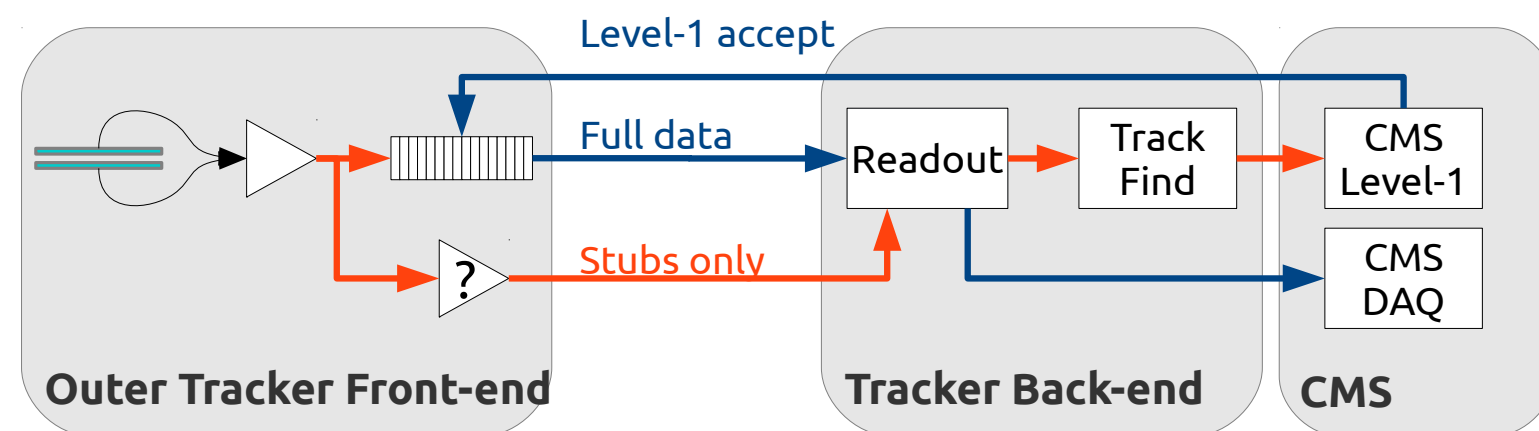 Level-1 accept
Full data
Readout
Track
Find
CMS
Level-1
?
Stubs only
CMS
DAQ
Outer Tracker Front-end
Tracker Back-end
CMS